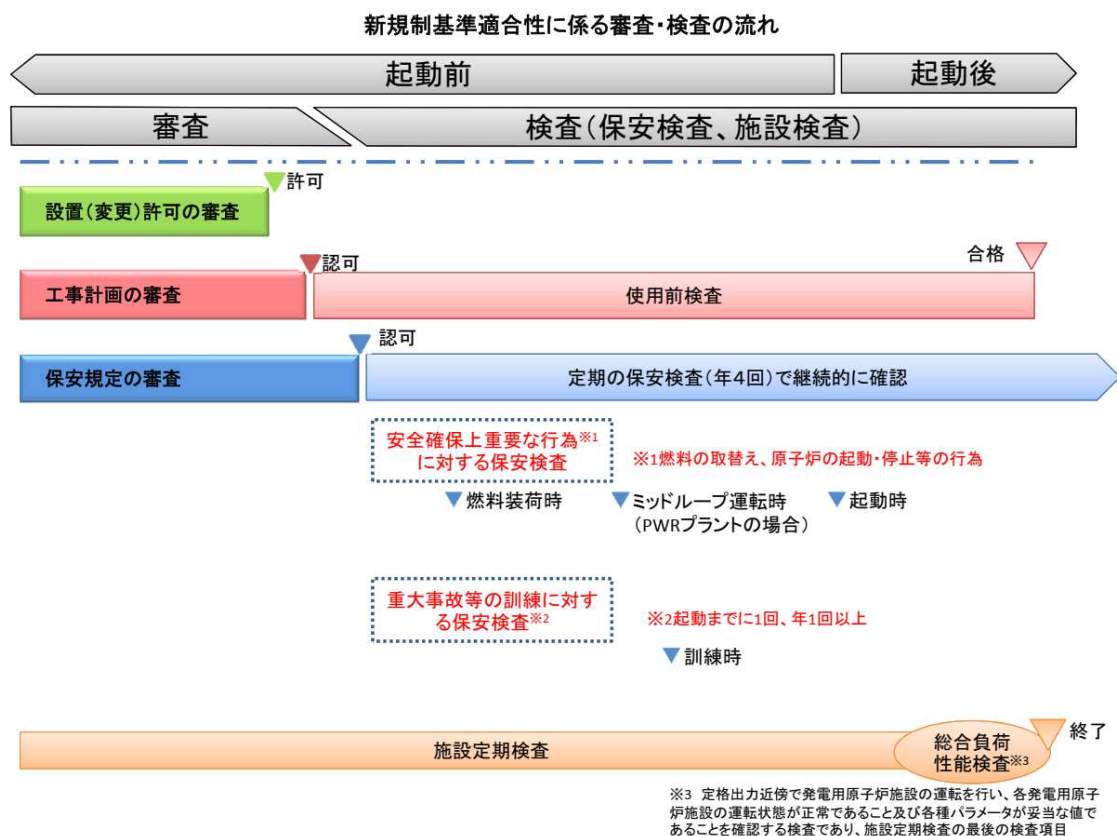 新規制基準適合性に係る審査・検査の流れ
起動前
起動後
審査
検査(保安検査、施設検査)
許可
設置(変更)許可の審査
合格
認可
工事計画の審査
使用前検査
認可
保安規定の審査
定期の保安検査(年4回)で継続的に確認
安全確保上重要な行為※1
に対する保安検査
※1燃料の取替え、原子炉の起動・停止等の行為
燃料装荷時
ミッドループ運転時
(PWRプラントの場合)
起動時
重大事故等の訓練に対す
る保安検査※2
※2起動までに1回、年1回以上
訓練時
施設定期検査
総合負荷
性能検査※3
終了
※3 定格出力近傍で発電用原子炉施設の運転を行い、各発電用原子
炉施設の運転状態が正常であること及び各種パラメータが妥当な値で
あることを確認する検査であり、施設定期検査の最後の検査項目